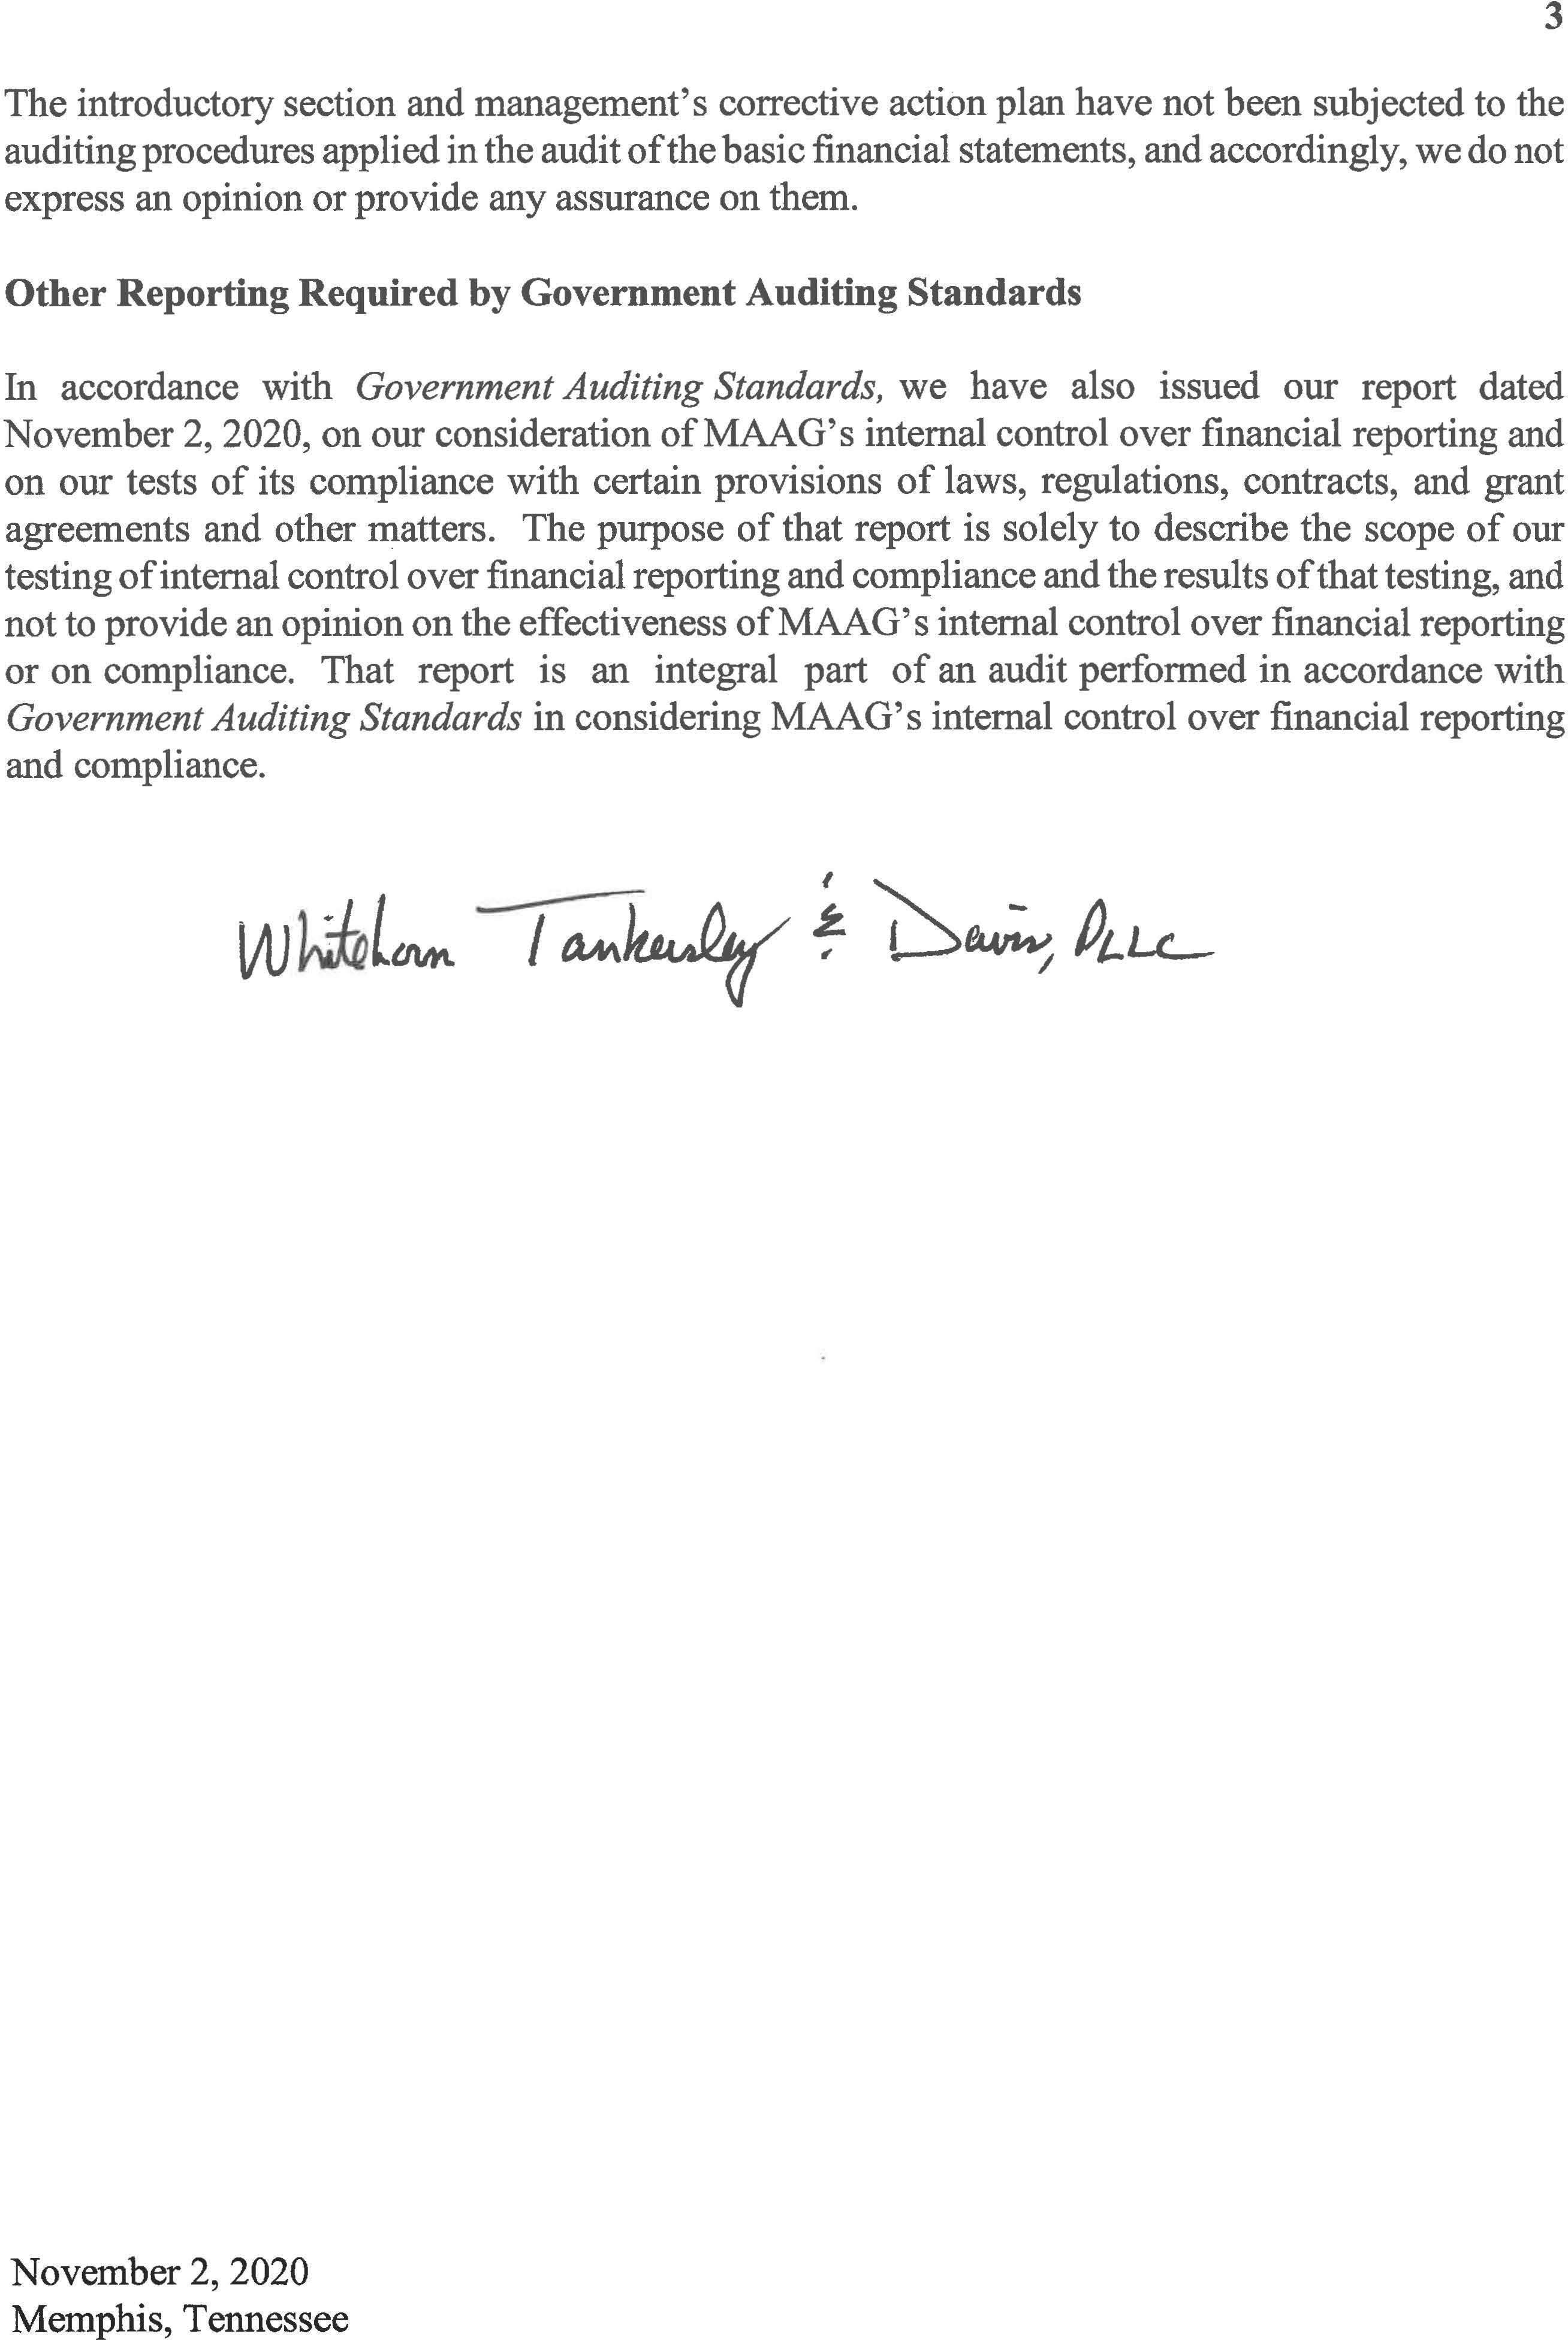 3
The introductory section and management's corrective action plan have not been subjected to the
auditing procedures applied in the audit of the basic financial statements, and accordingly, we do not
express an opinion or provide any assurance on them.
Other Reporting Required by Government Auditing Standards
In accordance with Government Auditing Standards, we have also issued our report dated
November 2, 2020, on our consideration of MAAG's internal control over financial reporting and
on our tests of its compliance with certain provisions of laws, regulations, contracts, and grant
agreements and other matters. The purpose of that report is solely to describe the scope of our
testing of internal control over financial reporting and compliance and the results of that testing, and
not to provide an opinion on the effectiveness of MAAG's internal control over financial reporting
or on compliance. That report is an integral part of an audit performed in accordance with
Government Auditing Standards in considering MAAG's internal control over financial reporting
and compliance.
Whitehorn Tankersley & Davis, PLLC
November 2, 2020
Memphis, Tennessee